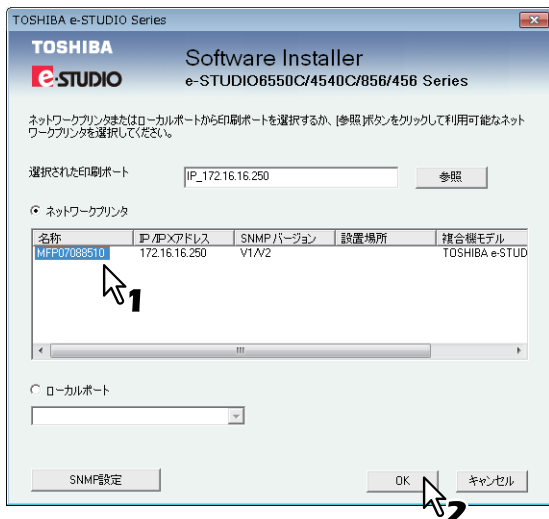 TOSHIBA e-STUDIO Series
TOSHIBA
e-STUDIO
Software Installer
e-STUDIO6550C/4540C/856/456 Series
ネットワークプリンタまたはローカルポートから印刷ポートを選択するか、[参照]ボタンをクリックして利用可能なネット
ワークプリンタを選択してください。
選択された印刷ポート IP_172.16.16.250 参照
ネットワークプリンタ
名称 IP/IPXアドレス SNMPバージョン 設置場所 複合機モデル
MFP07088510 172.16.16.250 V1/V2 TOSHIBA e-STUD
1
ローカルポート
SNMP設定 OK キャンセル
2